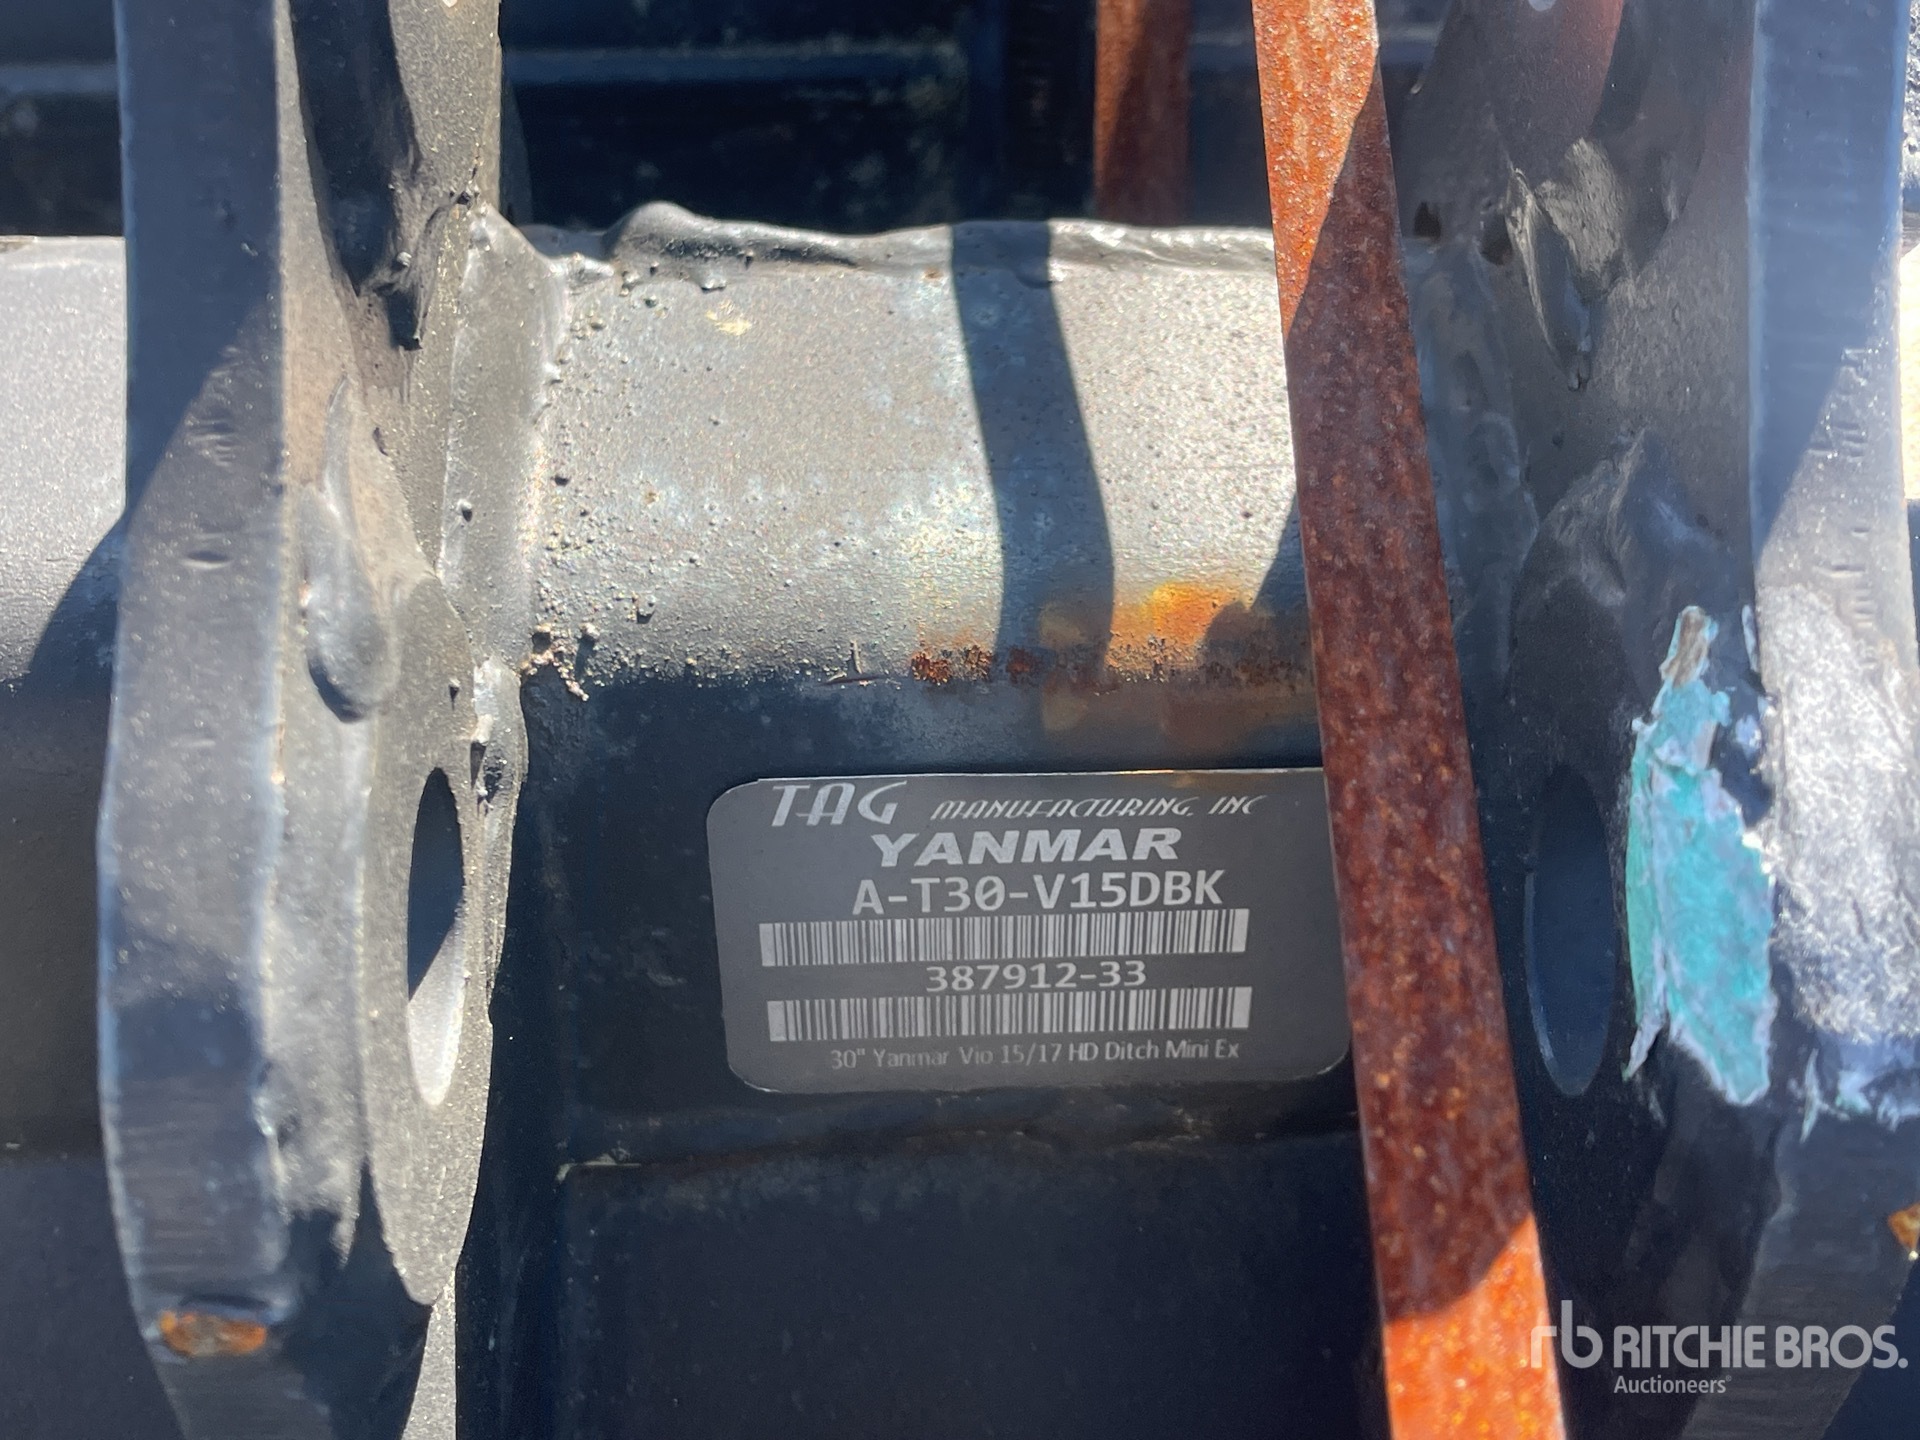 TAG MANUFACTURING, INC
YANMAR
A-T30-V15DBK
387912-33
30" Yanmar Vio 15/17 HD Ditch Mini Ex
rb RITCHIE BROS.
Auctioneers